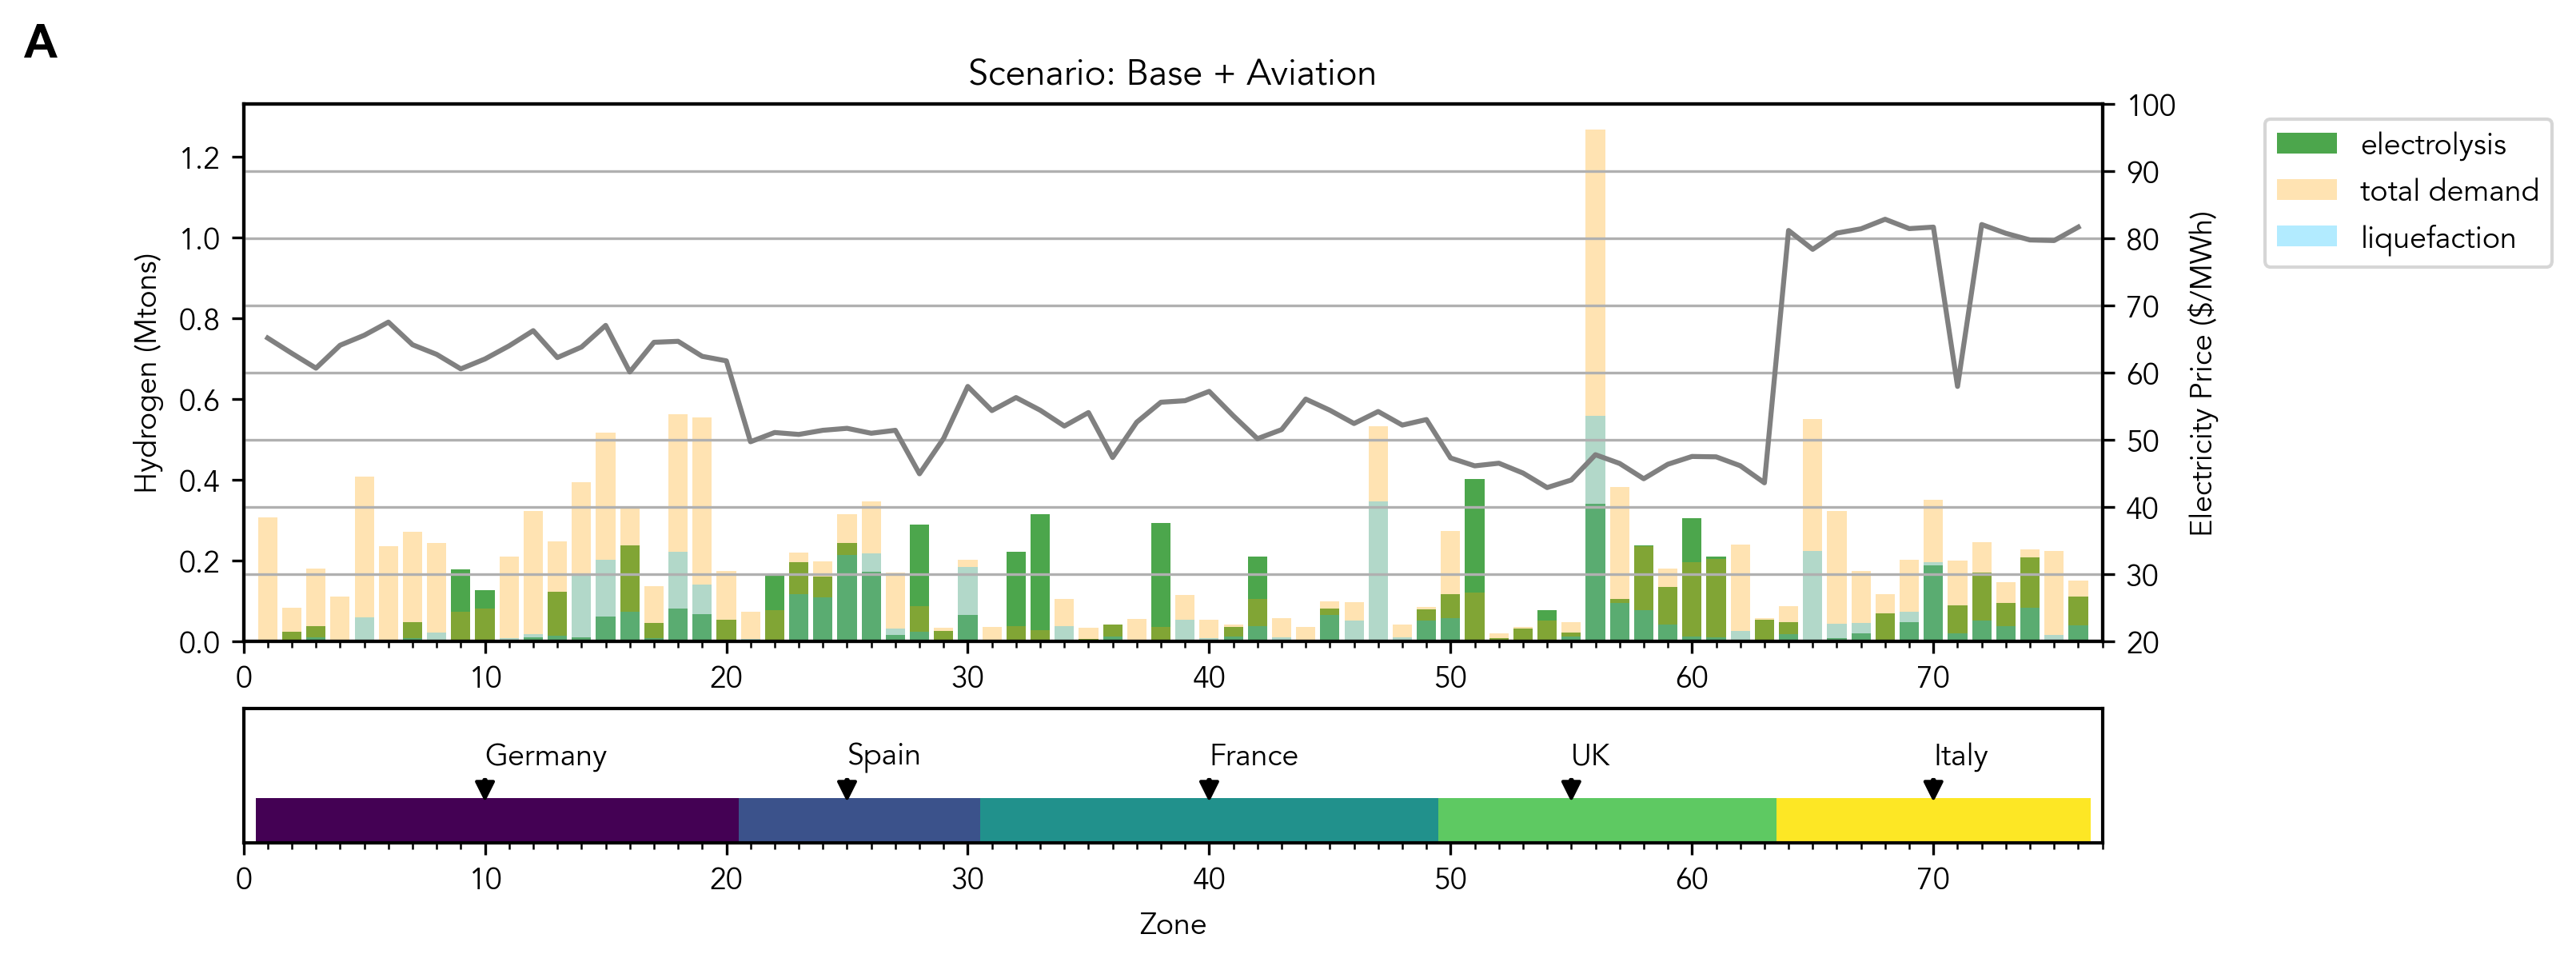 A
Scenario: Base + Aviation
Hydrogen (Mtons)
1.2
1.0
0.8
0.6
0.4
0.2
0.0
0 10 20 30 40 50 60 70
100
90
80
70
60
50
40
30
20
Electricity Price ($/MWh)
electrolysis
total demand
liquefaction
Germany Spain France UK Italy
0 10 20 30 40 50 60 70
Zone